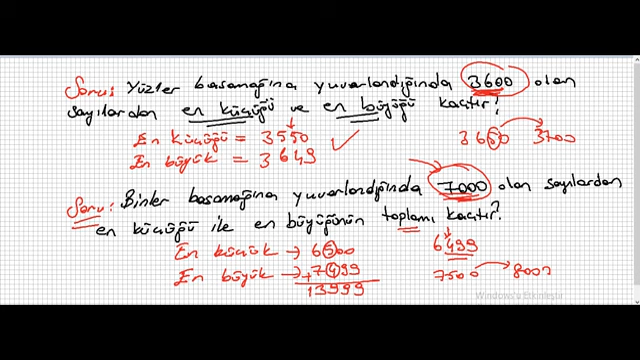 Soru: Yüzler basamağına yuvarlandığında 3600 olan
sayılardan en küçüğü ve en büyüğü kaçtır?
En küçüğü = 3550
3650 3700
En büyük = 3649
Soru: Binler basamağına yuvarlandığında 7000 olan sayılardan
en küçüğü ile en büyüğünün toplamı kaçtır?
6499
En küçük → 6500
En büyük → +7499
7500 → 8000
13999
Windows'u Etkinleştir